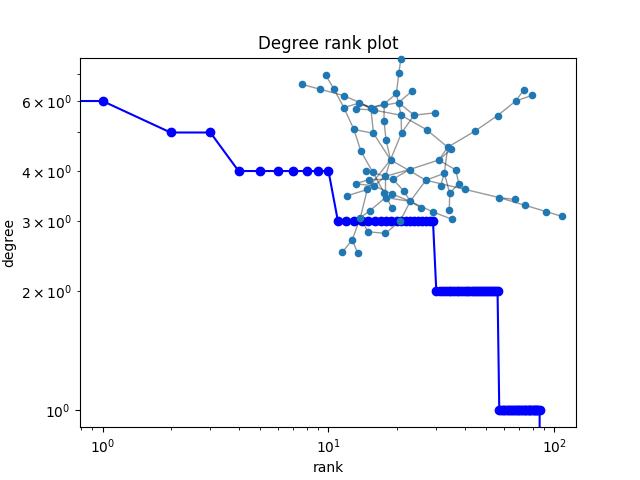 Degree rank plot
6 × 10⁰
4 × 10⁰
3 × 10⁰
2 × 10⁰
10⁰
degree
10⁰ 10¹ 10²
rank